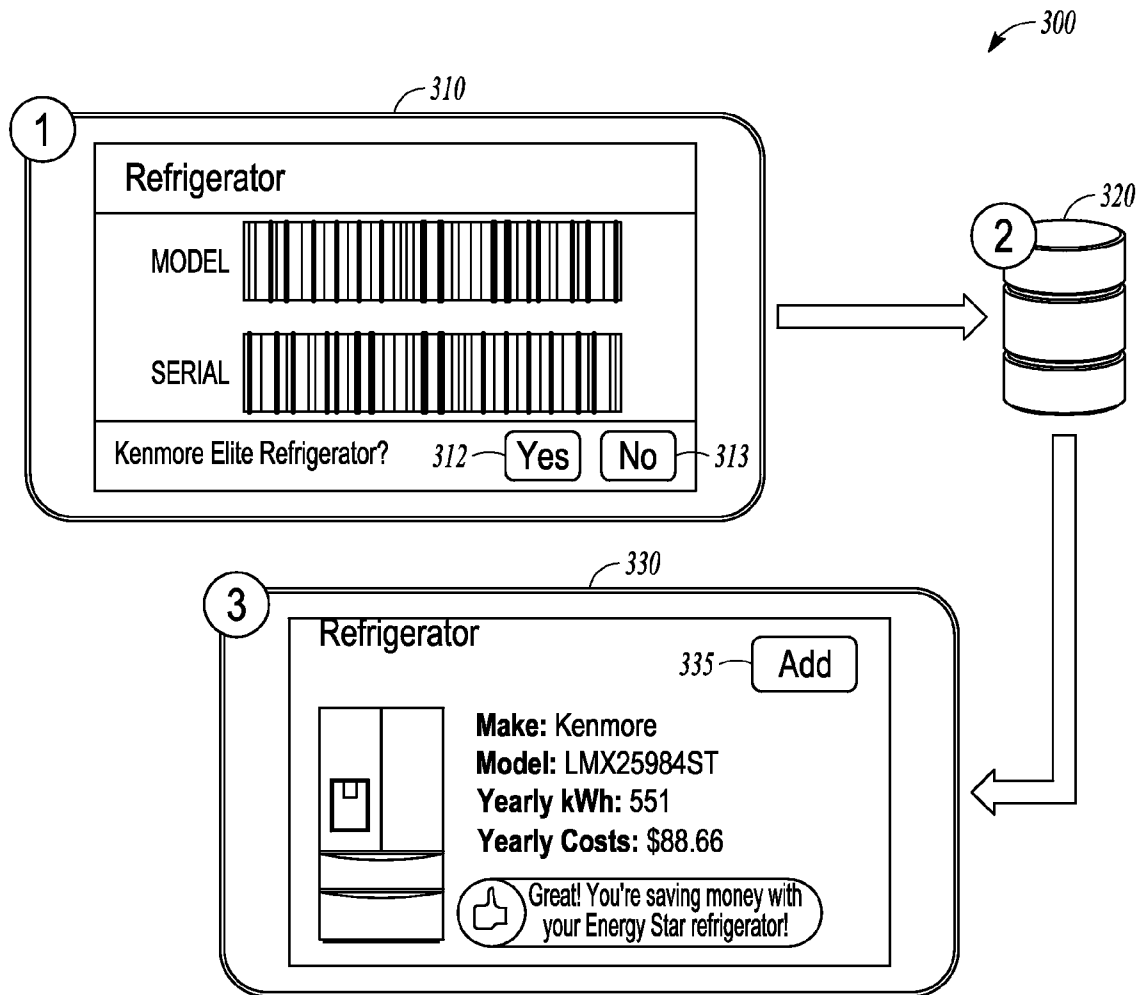 300
310
1
Refrigerator
MODEL
SERIAL
Kenmore Elite Refrigerator?
312
Yes
No
313
320
2
330
3
Refrigerator
335
Add
Make: Kenmore
Model: LMX25984ST
Yearly kWh: 551
Yearly Costs: $88.66
Great! You're saving money with
your Energy Star refrigerator!